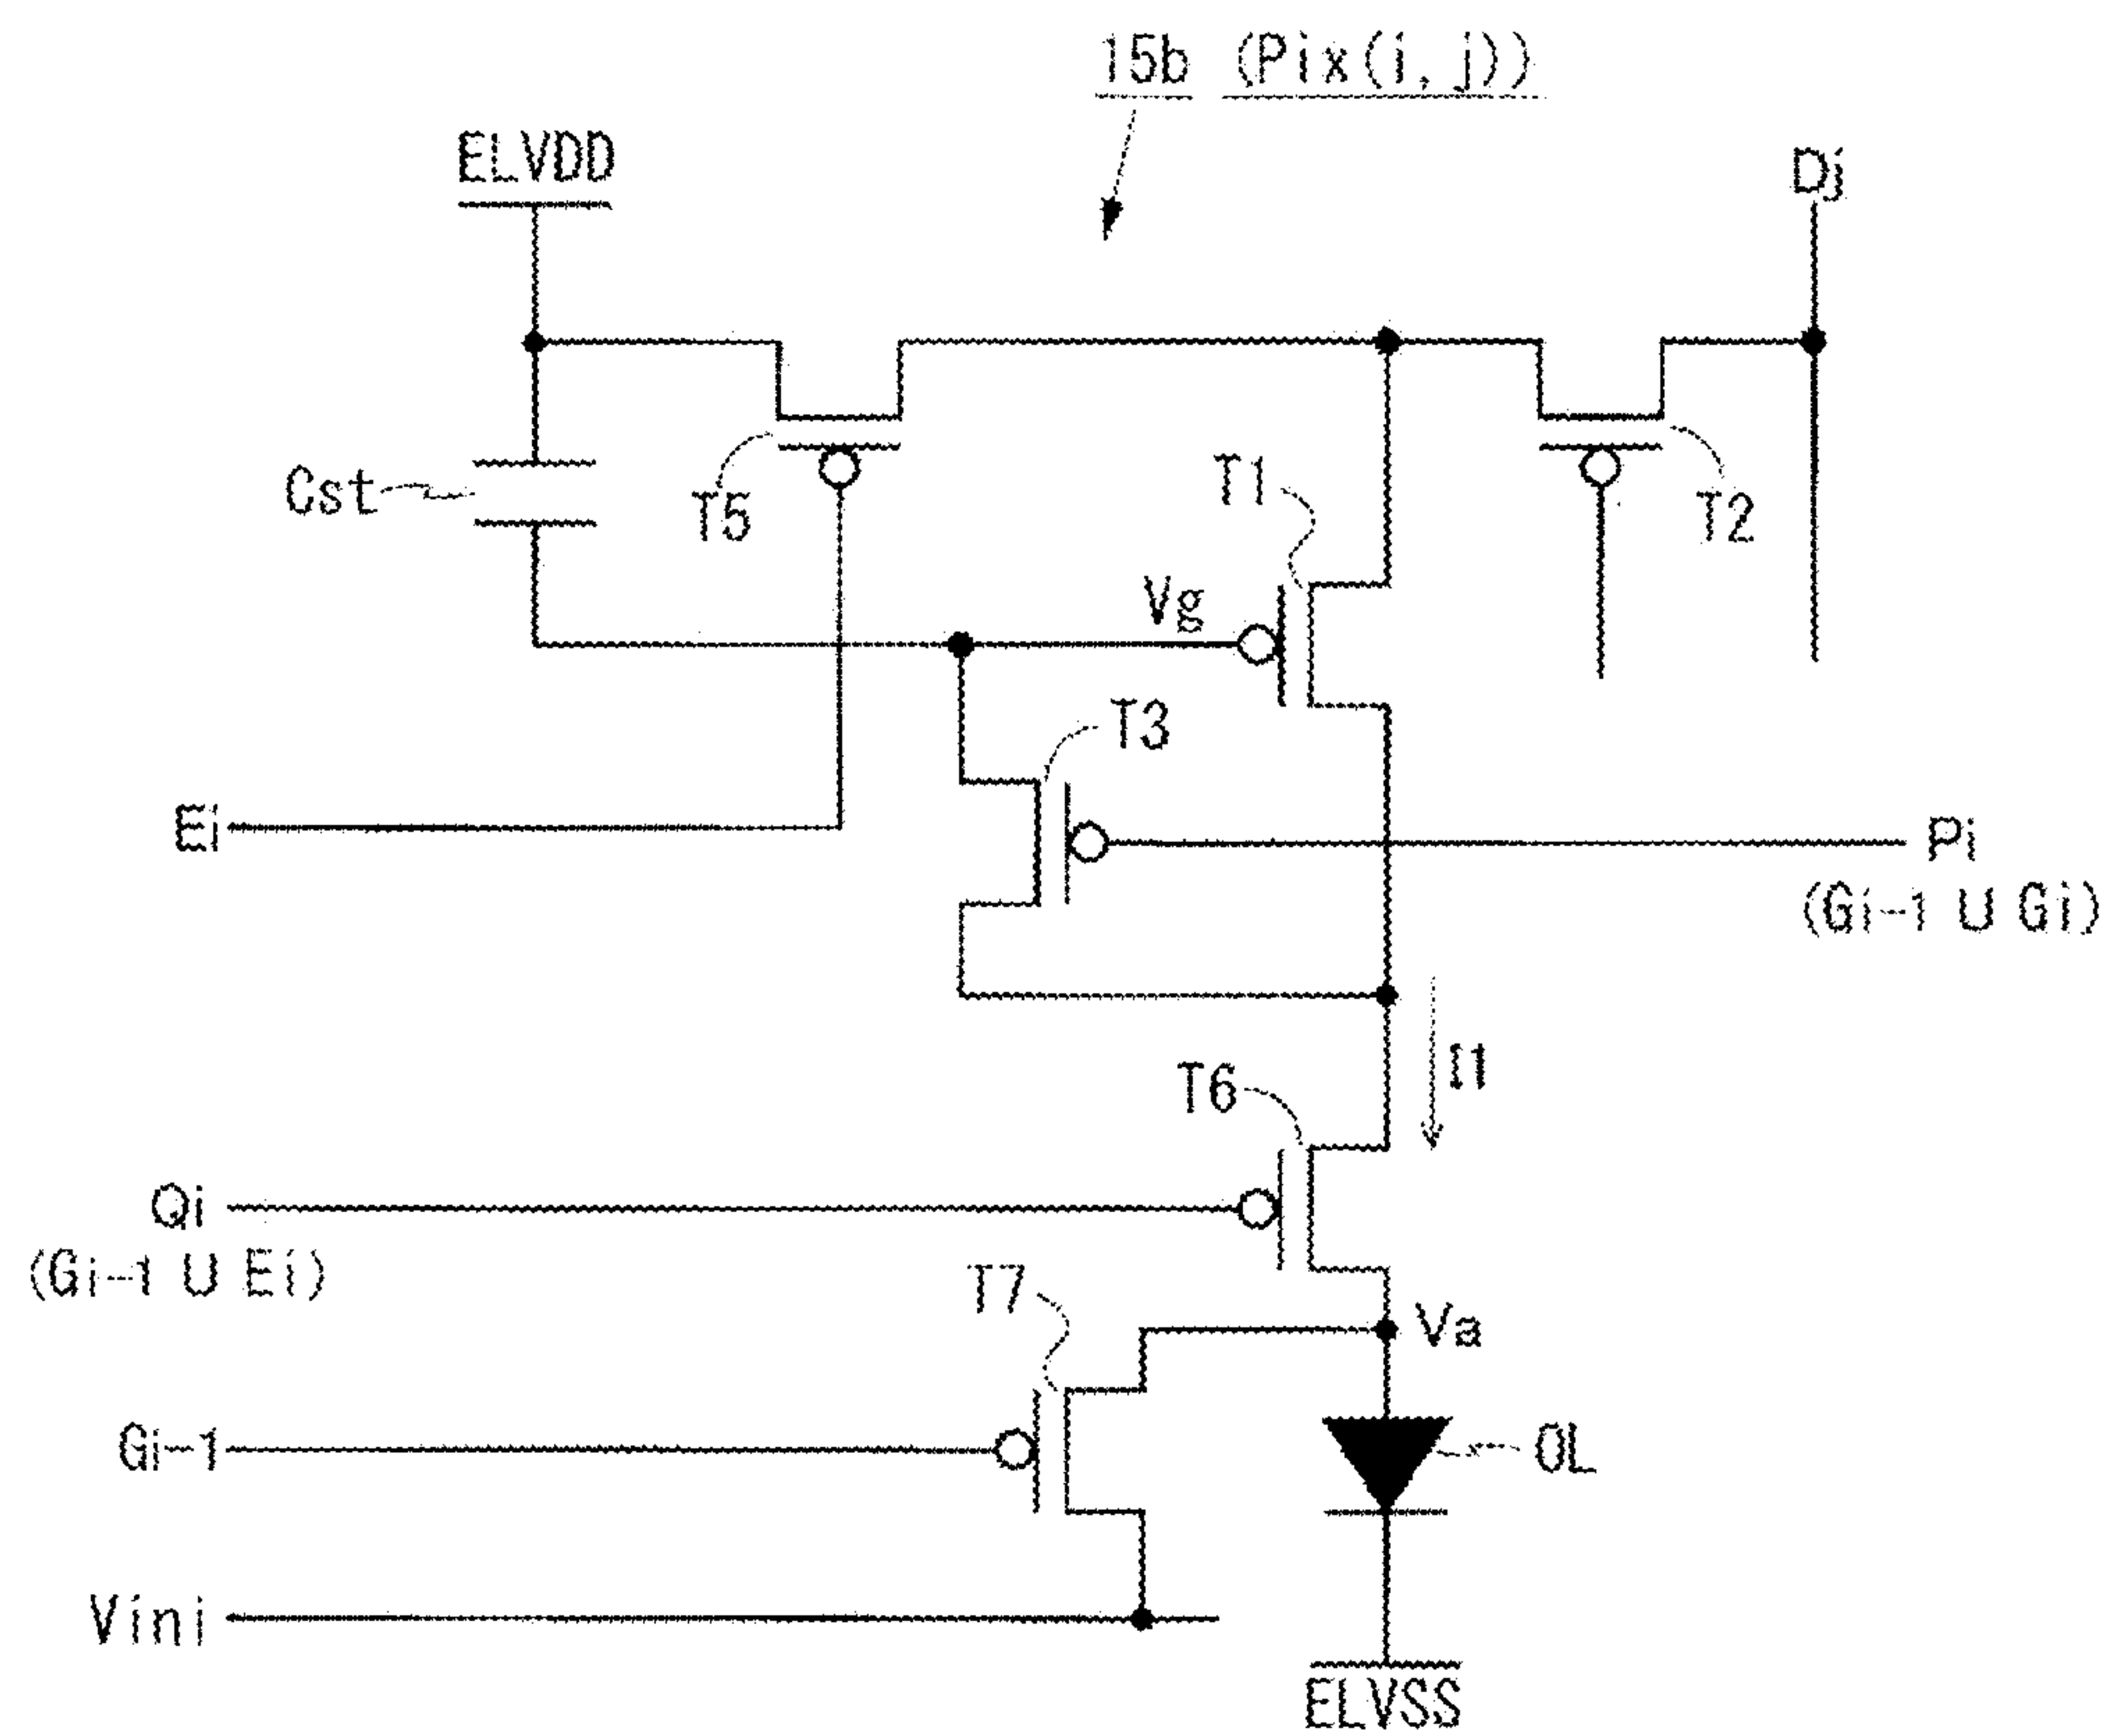 15b (Pix(i, j))
ELVDD
Dj
Cst
T5
T1
T2
Vg
T3
Ei
Pi
(Gi-1 U Gi)
T6
I1
Qi
(Gi-1 U Ei)
T7
Va
Gi-1
OL
Vini
ELVSS